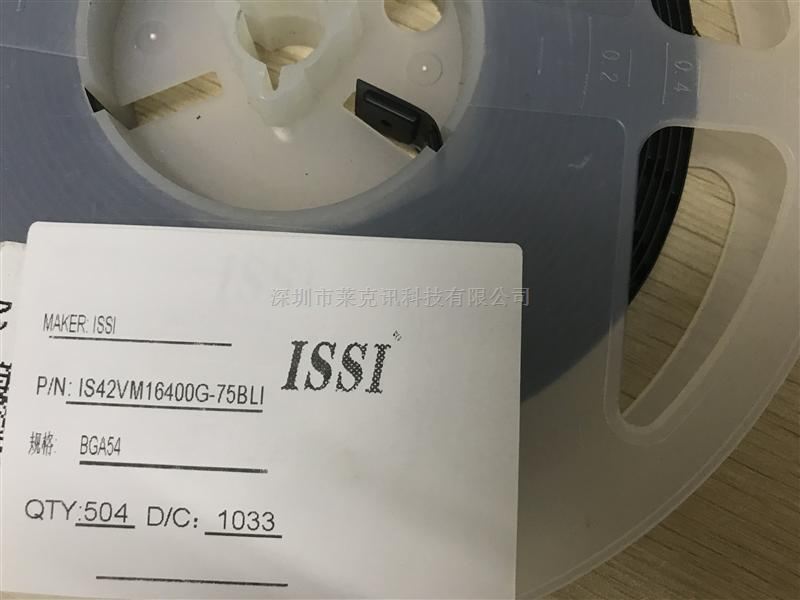 0.2
0.4
深圳市莱克讯科技有限公司
MAKER: ISSI
ISSI
P/N: IS42VM16400G-75BLI
规格: BGA54
QTY:504 D/C: 1033